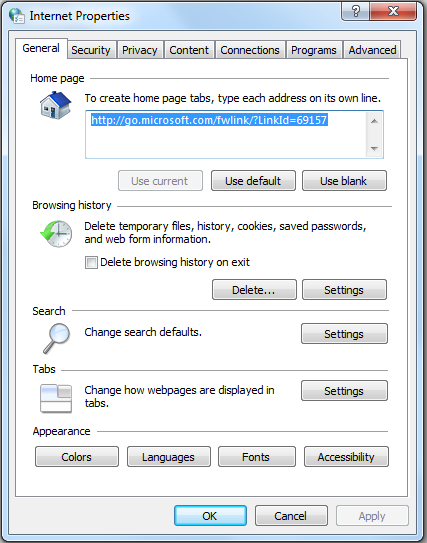 Internet Properties
General Security Privacy Content Connections Programs Advanced
Home page
To create home page tabs, type each address on its own line.
http://go.microsoft.com/fwlink/?LinkId=69157
Use current Use default Use blank
Browsing history
Delete temporary files, history, cookies, saved passwords,
and web form information.
Delete browsing history on exit
Delete... Settings
Search
Change search defaults. Settings
Tabs
Change how webpages are displayed in Settings
tabs.
Appearance
Colors Languages Fonts Accessibility
OK Cancel Apply